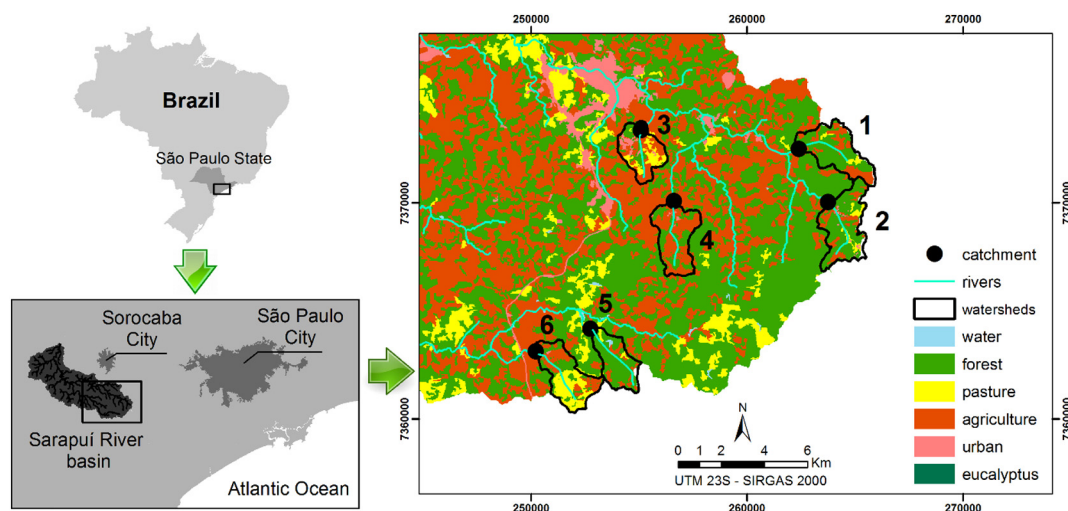 Brazil
São Paulo State
Sorocaba
City
São Paulo
City
Sarapuí River
basin
Atlantic Ocean
250000
260000
270000
7370000
7360000
1
2
3
4
5
6
catchment
rivers
watersheds
water
forest
pasture
agriculture
urban
eucalyptus
N
0 1 2 4 6
Km
UTM 23S - SIRGAS 2000
7370000
7360000
250000
260000
270000